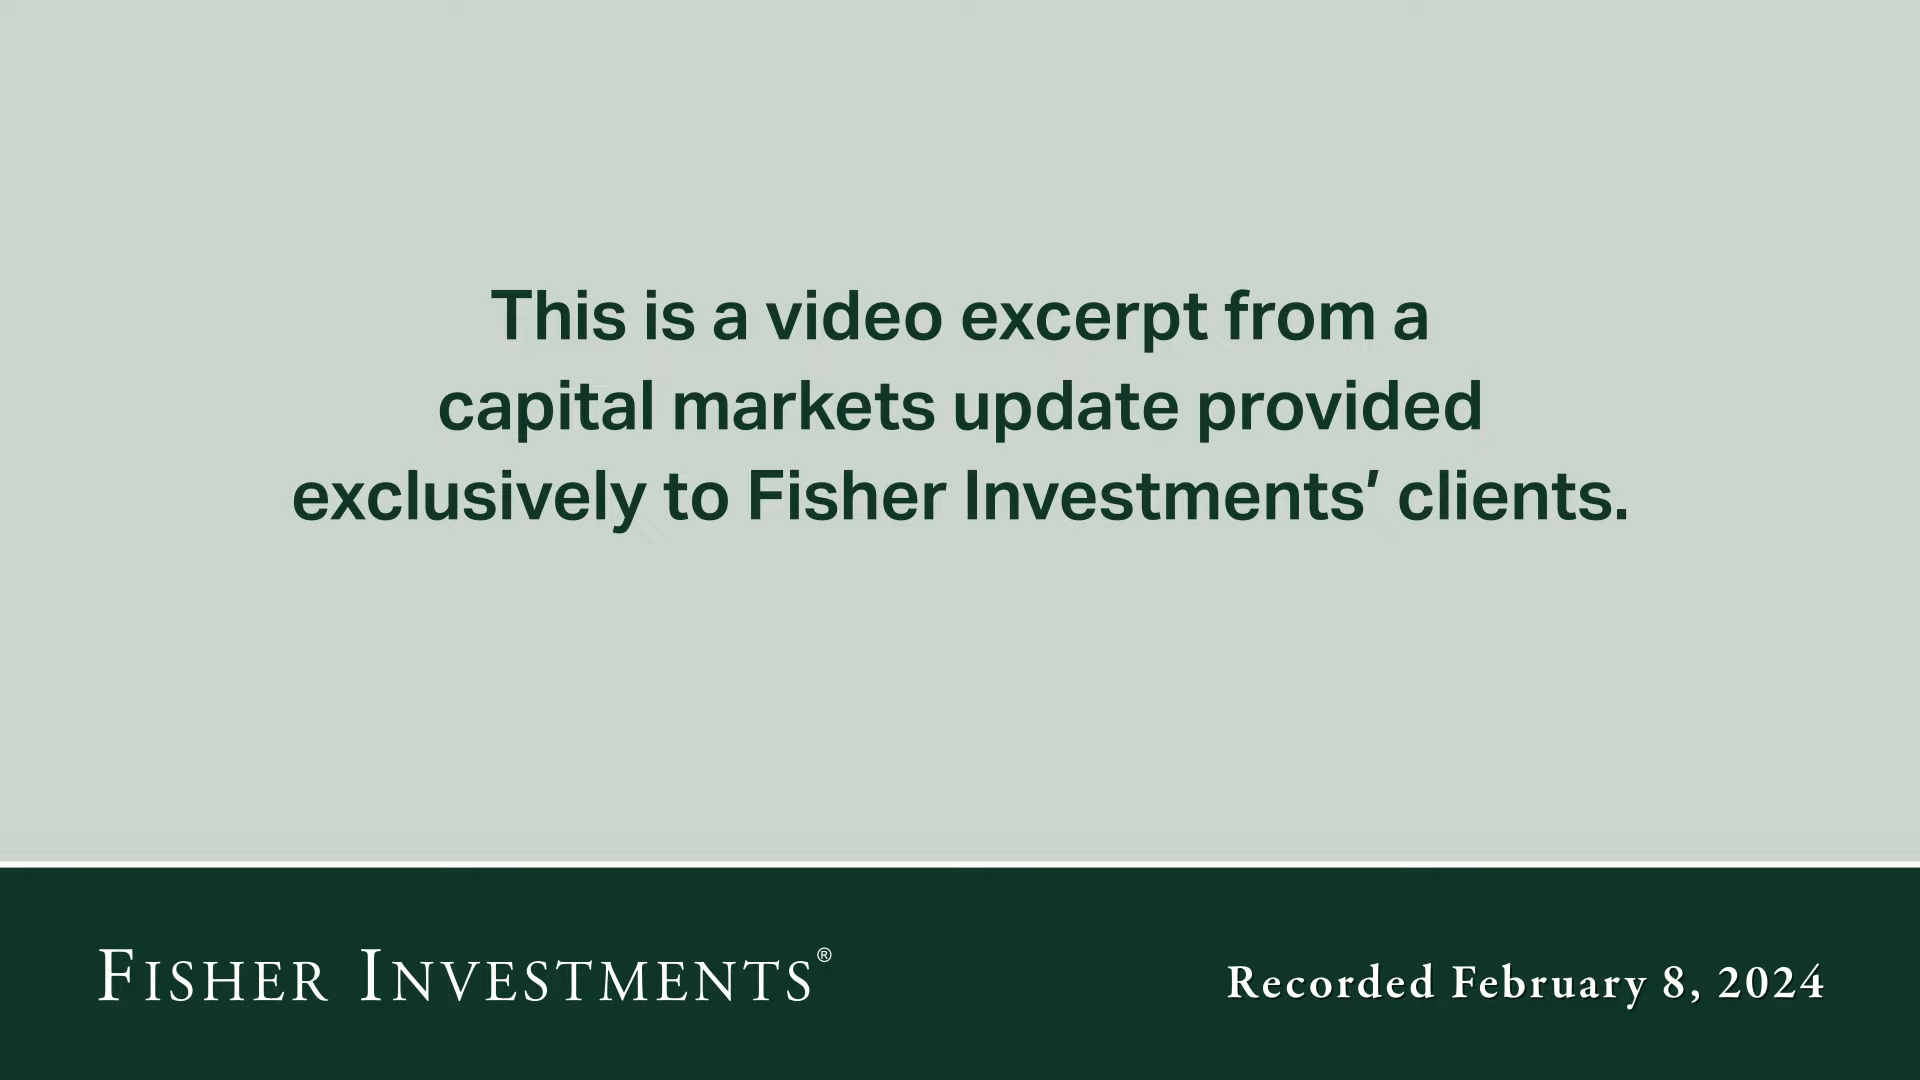 This is a video excerpt from a
capital markets update provided
exclusively to Fisher Investments’ clients.
FISHER INVESTMENTS®
Recorded February 8, 2024